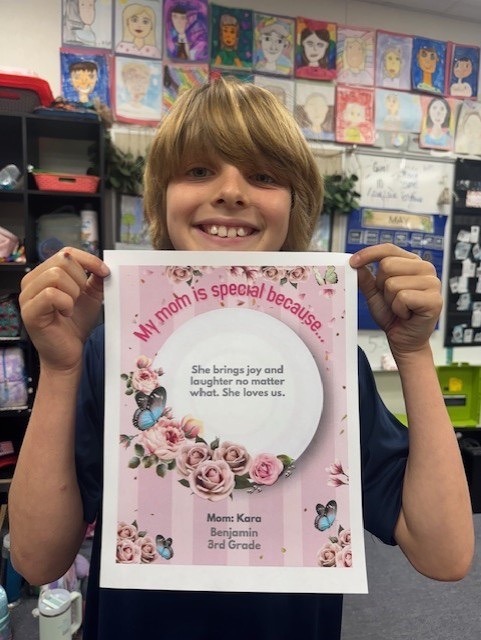 MAY
My mom is special because...
She brings joy and
laughter no matter
what. She loves us.
Mom: Kara
Benjamin
3rd Grade